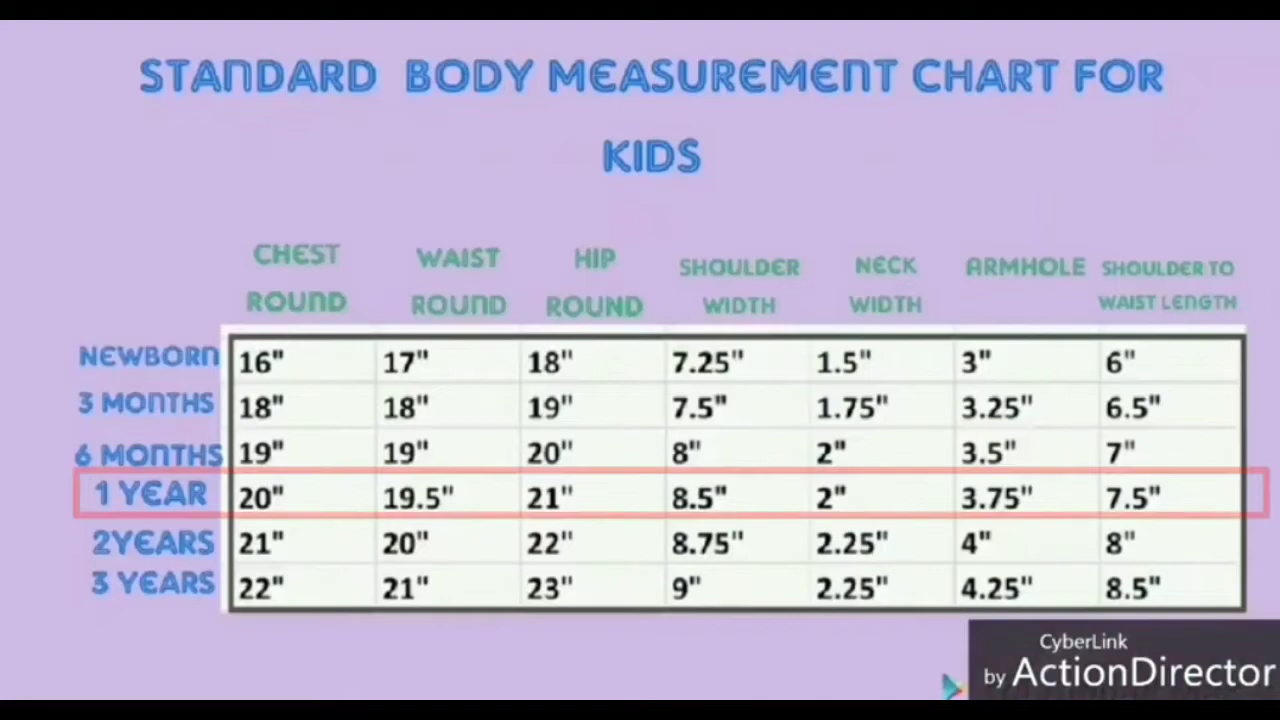 STANDARD BODY MEASUREMENT CHART FOR
KIDS
CHEST ROUND WAIST ROUND HIP ROUND SHOULDER WIDTH NECK WIDTH ARMHOLE SHOULDER TO WAIST LENGTH
NEWBORN 16" 17" 18" 7.25" 1.5" 3" 6"
3 MONTHS 18" 18" 19" 7.5" 1.75" 3.25" 6.5"
6 MONTHS 19" 19" 20" 8" 2" 3.5" 7"
1 YEAR 20" 19.5" 21" 8.5" 2" 3.75" 7.5"
2YEARS 21" 20" 22" 8.75" 2.25" 4" 8"
3 YEARS 22" 21" 23" 9" 2.25" 4.25" 8.5"
CyberLink
by ActionDirector